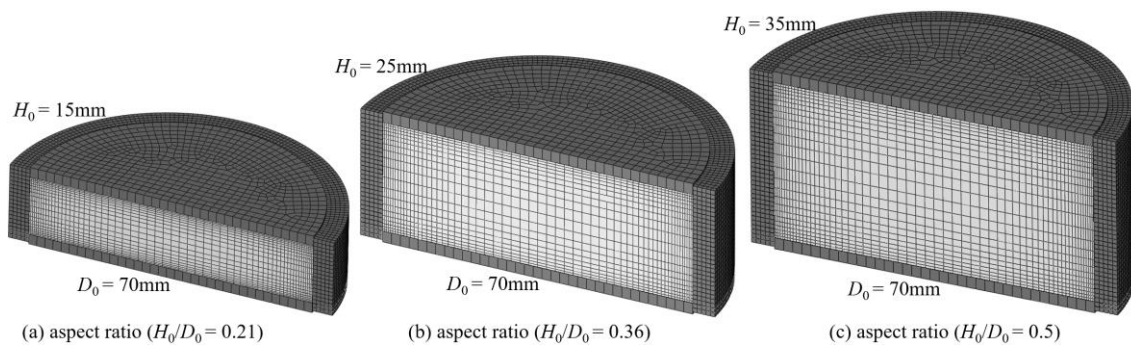 H₀ = 15mm
D₀ = 70mm
(a) aspect ratio (H₀/D₀ = 0.21)
H₀ = 25mm
D₀ = 70mm
(b) aspect ratio (H₀/D₀ = 0.36)
H₀ = 35mm
D₀ = 70mm
(c) aspect ratio (H₀/D₀ = 0.5)